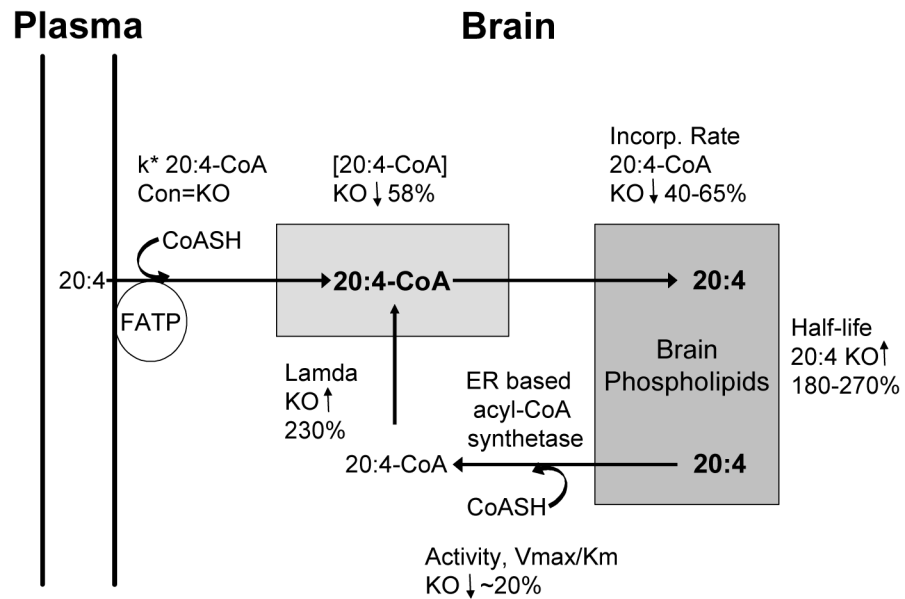 Plasma
Brain
k* 20:4-CoA
Con=KO
[20:4-CoA]
KO↓58%
Incorp. Rate
20:4-CoA
KO↓40-65%
CoASH
20:4
20:4-CoA
20:4
FATP
Brain
Phospholipids
Half-life
20:4 KO↑
180-270%
Lamda
KO↑
230%
ER based
acyl-CoA
synthetase
20:4-CoA
20:4
CoASH
Activity, Vmax/Km
KO↓~20%